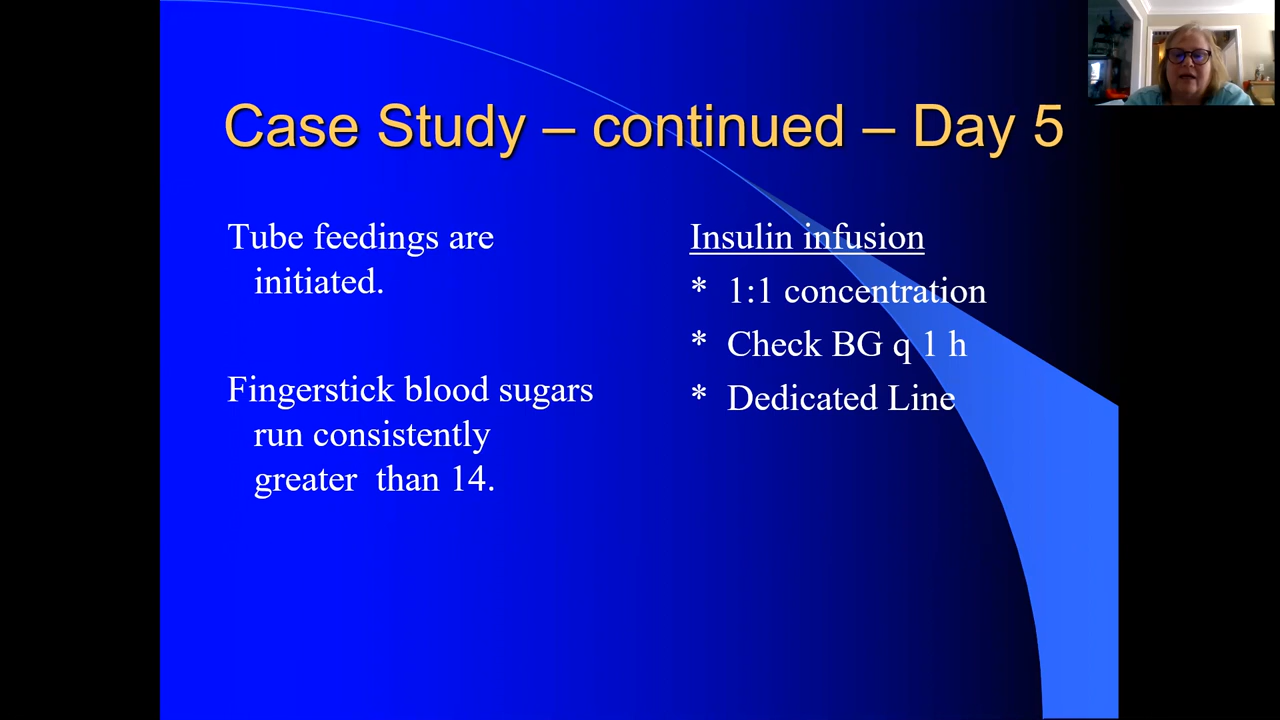 Case Study – continued – Day 5
Tube feedings are
initiated.
Fingerstick blood sugars
run consistently
greater than 14.
Insulin infusion
* 1:1 concentration
* Check BG q 1 h
* Dedicated Line